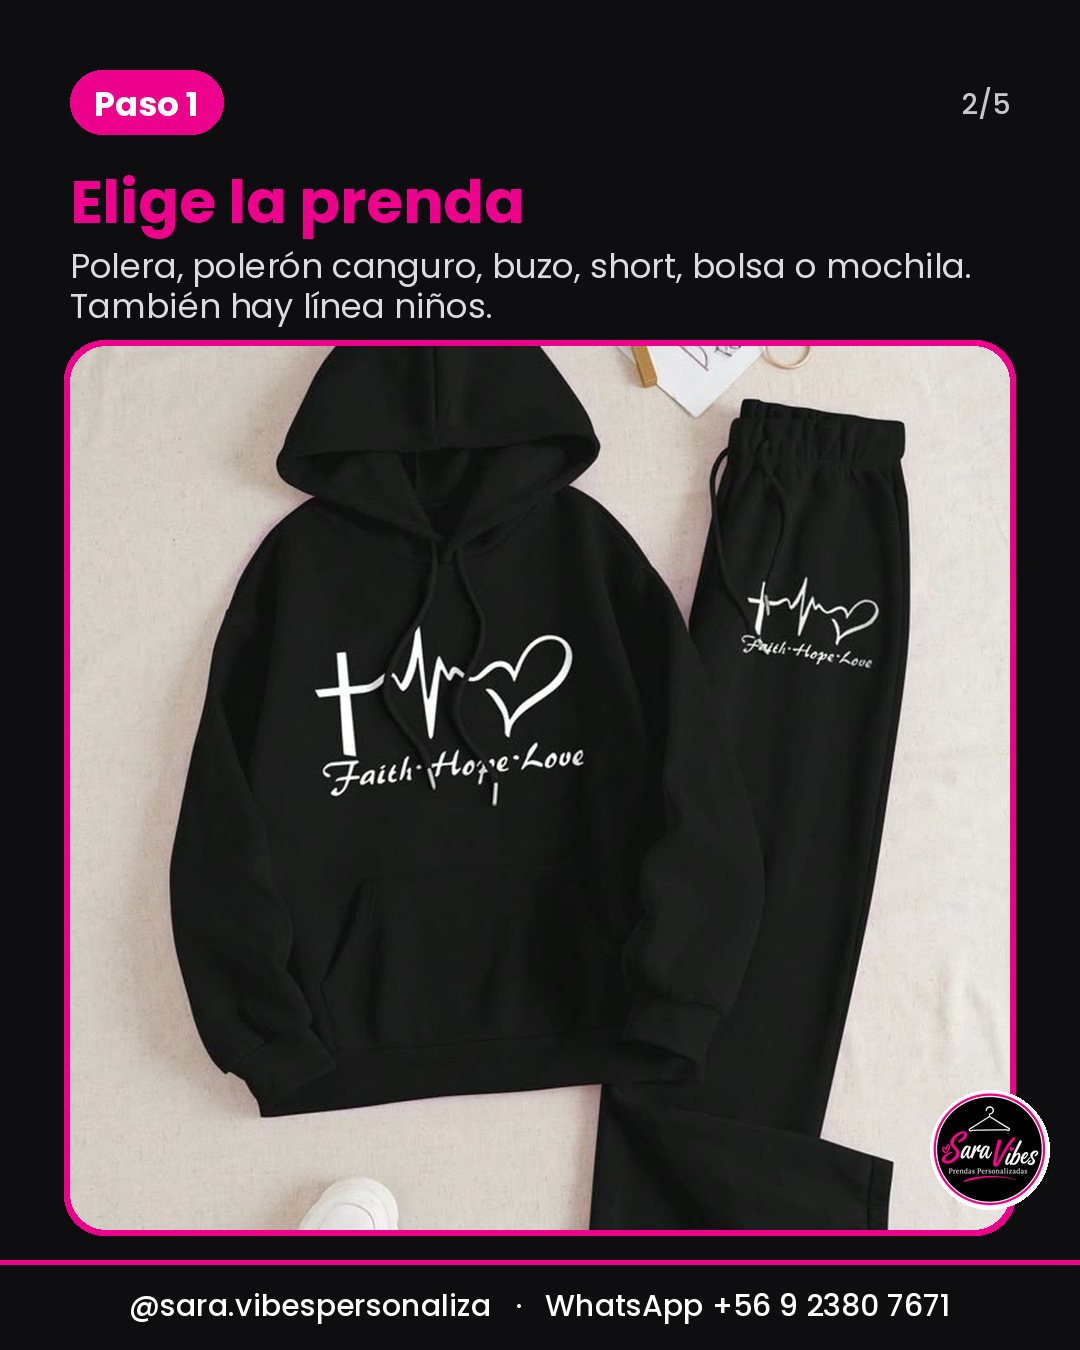 Paso 1
2/5
Elige la prenda
Polera, polerón canguro, buzo, short, bolsa o mochila.
También hay línea niños.
Faith·Hope·Love
Faith·Hope·Love
Sara Vibes
Prendas Personalizadas
@sara.vibespersonaliza · WhatsApp +56 9 2380 7671